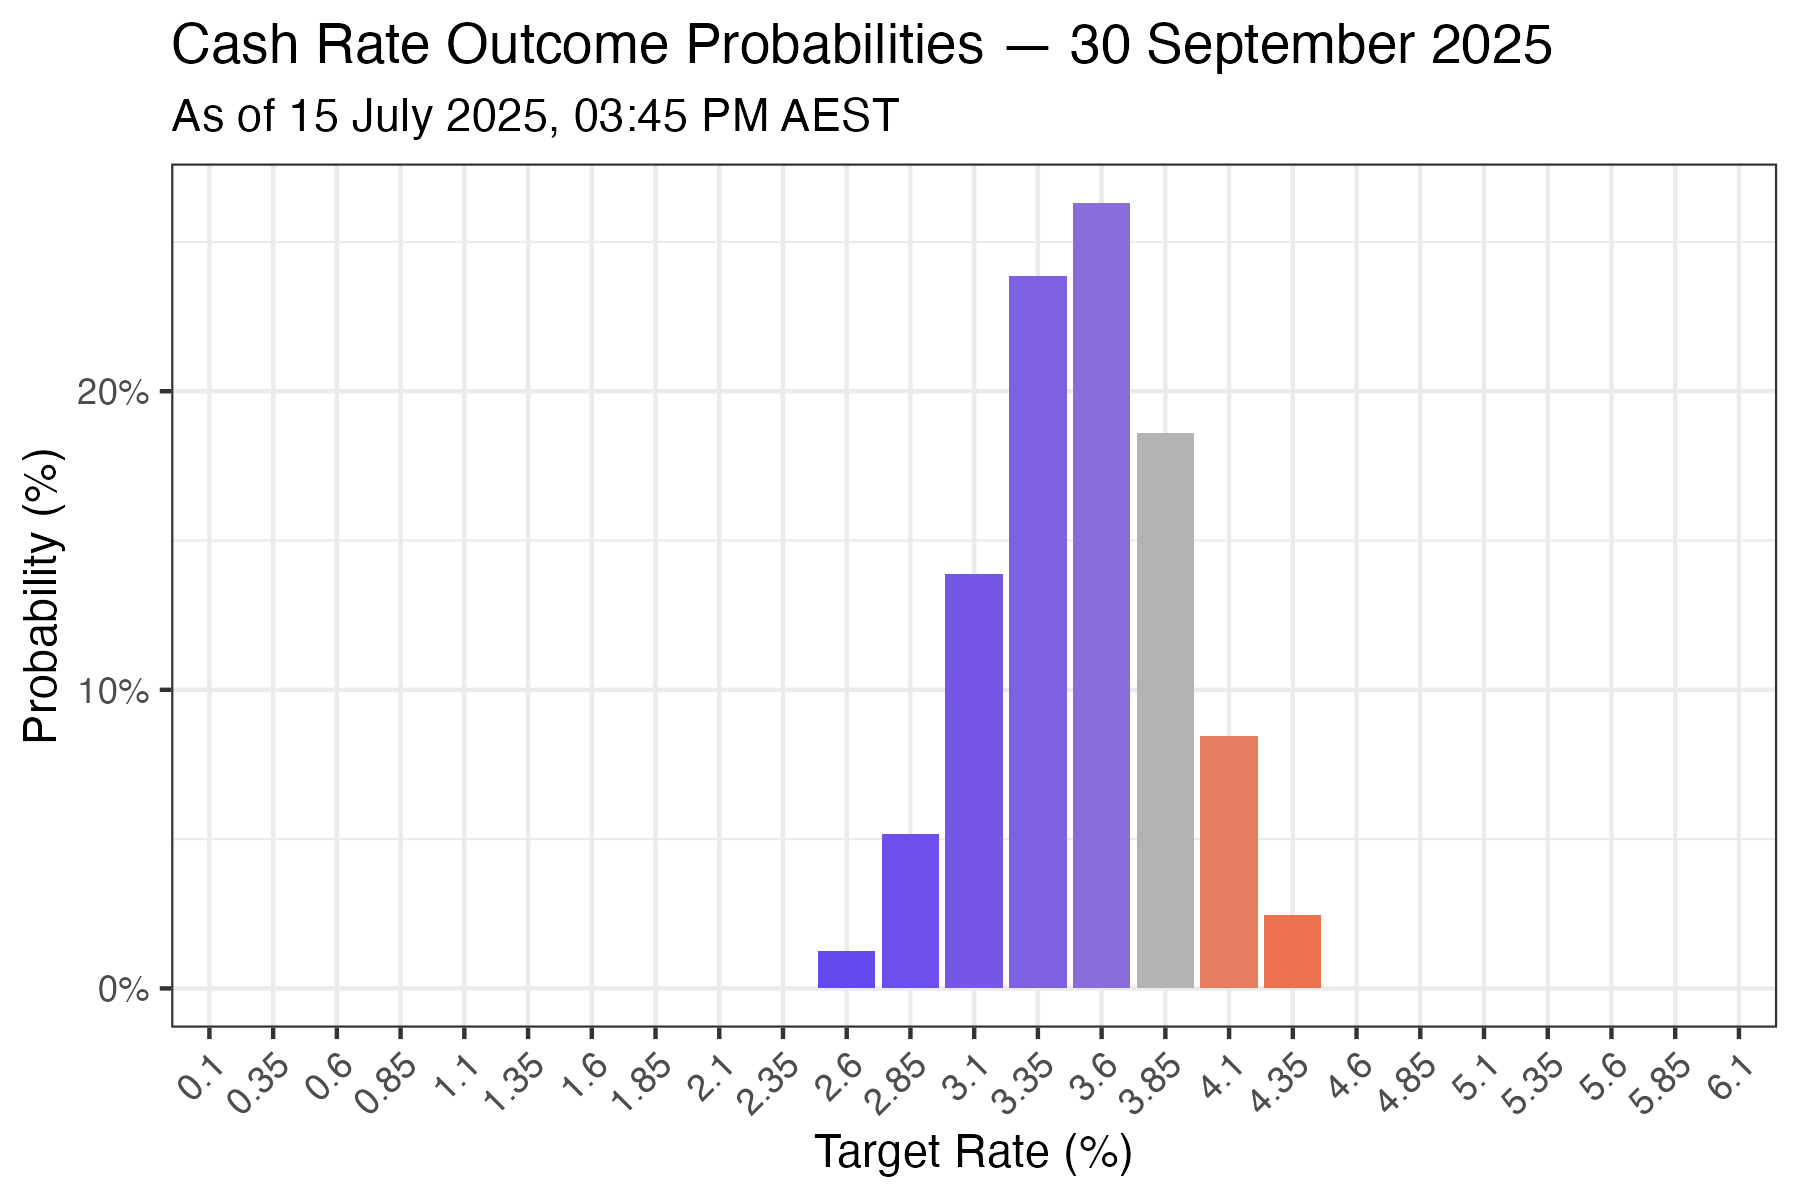 Cash Rate Outcome Probabilities — 30 September 2025
As of 15 July 2025, 03:45 PM AEST
Probability (%)
20%
10%
0%
0.1 0.35 0.6 0.85 1.1 1.35 1.6 1.85 2.1 2.35 2.6 2.85 3.1 3.35 3.6 3.85 4.1 4.35 4.6 4.85 5.1 5.35 5.6 5.85 6.1
Target Rate (%)